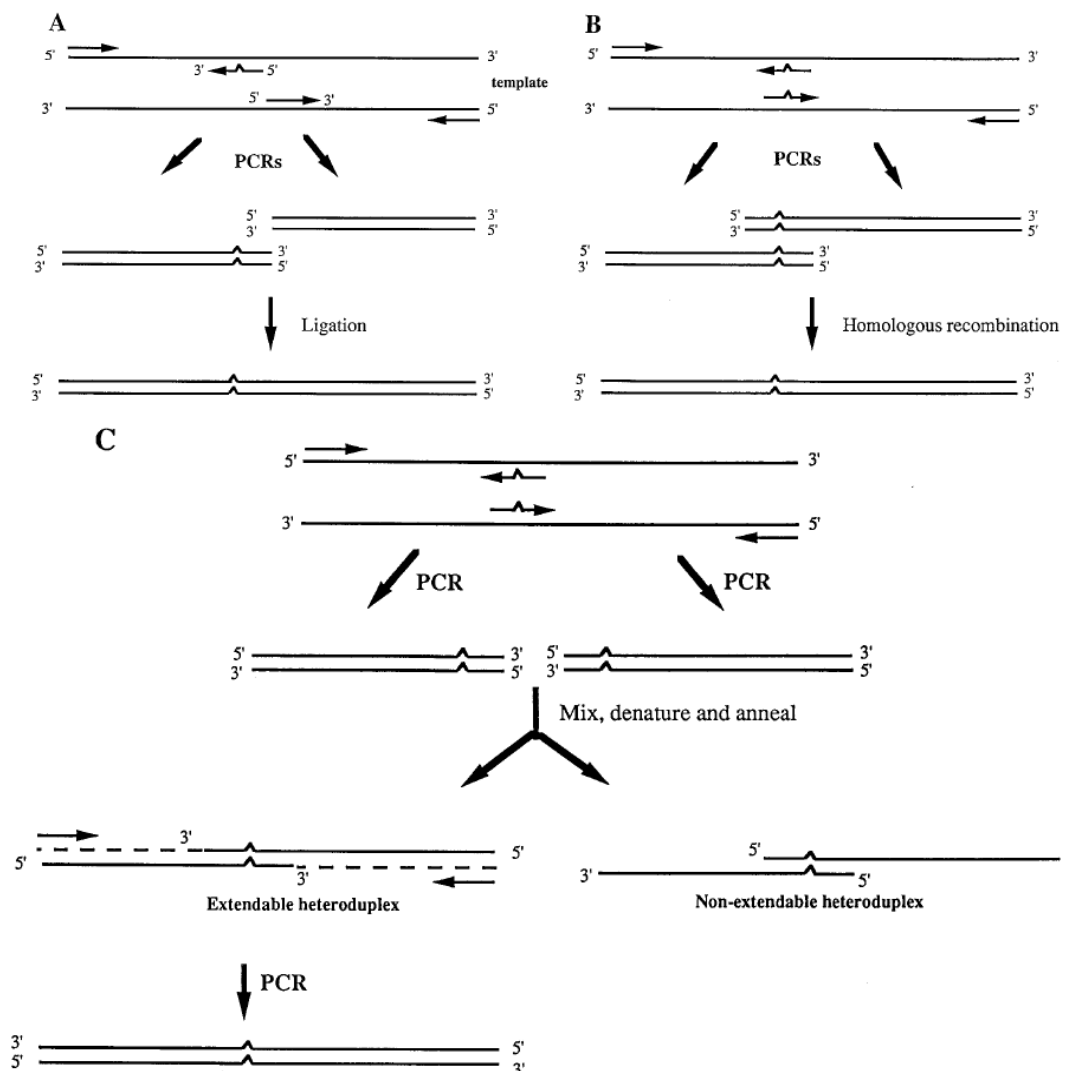 A
5' 3'
3' 5'
template
5' 3'
3' 5'
PCRs
5' 3'
3' 5'
5' 3'
3' 5'
Ligation
5' 3'
3' 5'
B
5' 3'
3' 5'
PCRs
5' 3'
3' 5'
5' 3'
3' 5'
Homologous recombination
5' 3'
3' 5'
C
5' 3'
3' 5'
PCR PCR
5' 3' 5' 3'
3' 5' 3' 5'
Mix, denature and anneal
3'
5' 5'
3'
Extendable heteroduplex
5'
3' 5'
Non-extendable heteroduplex
PCR
3' 5'
5' 3'